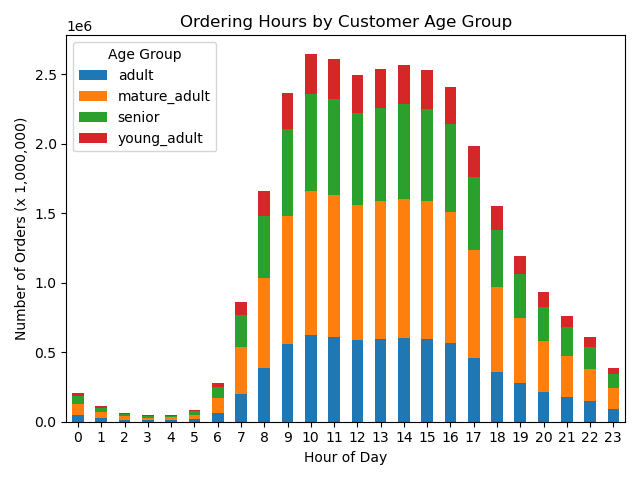 Ordering Hours by Customer Age Group
1e6
Age Group
adult
mature_adult
senior
young_adult
2.5
2.0
1.5
1.0
0.5
0.0
Number of Orders (x 1,000,000)
0 1 2 3 4 5 6 7 8 9 10 11 12 13 14 15 16 17 18 19 20 21 22 23
Hour of Day